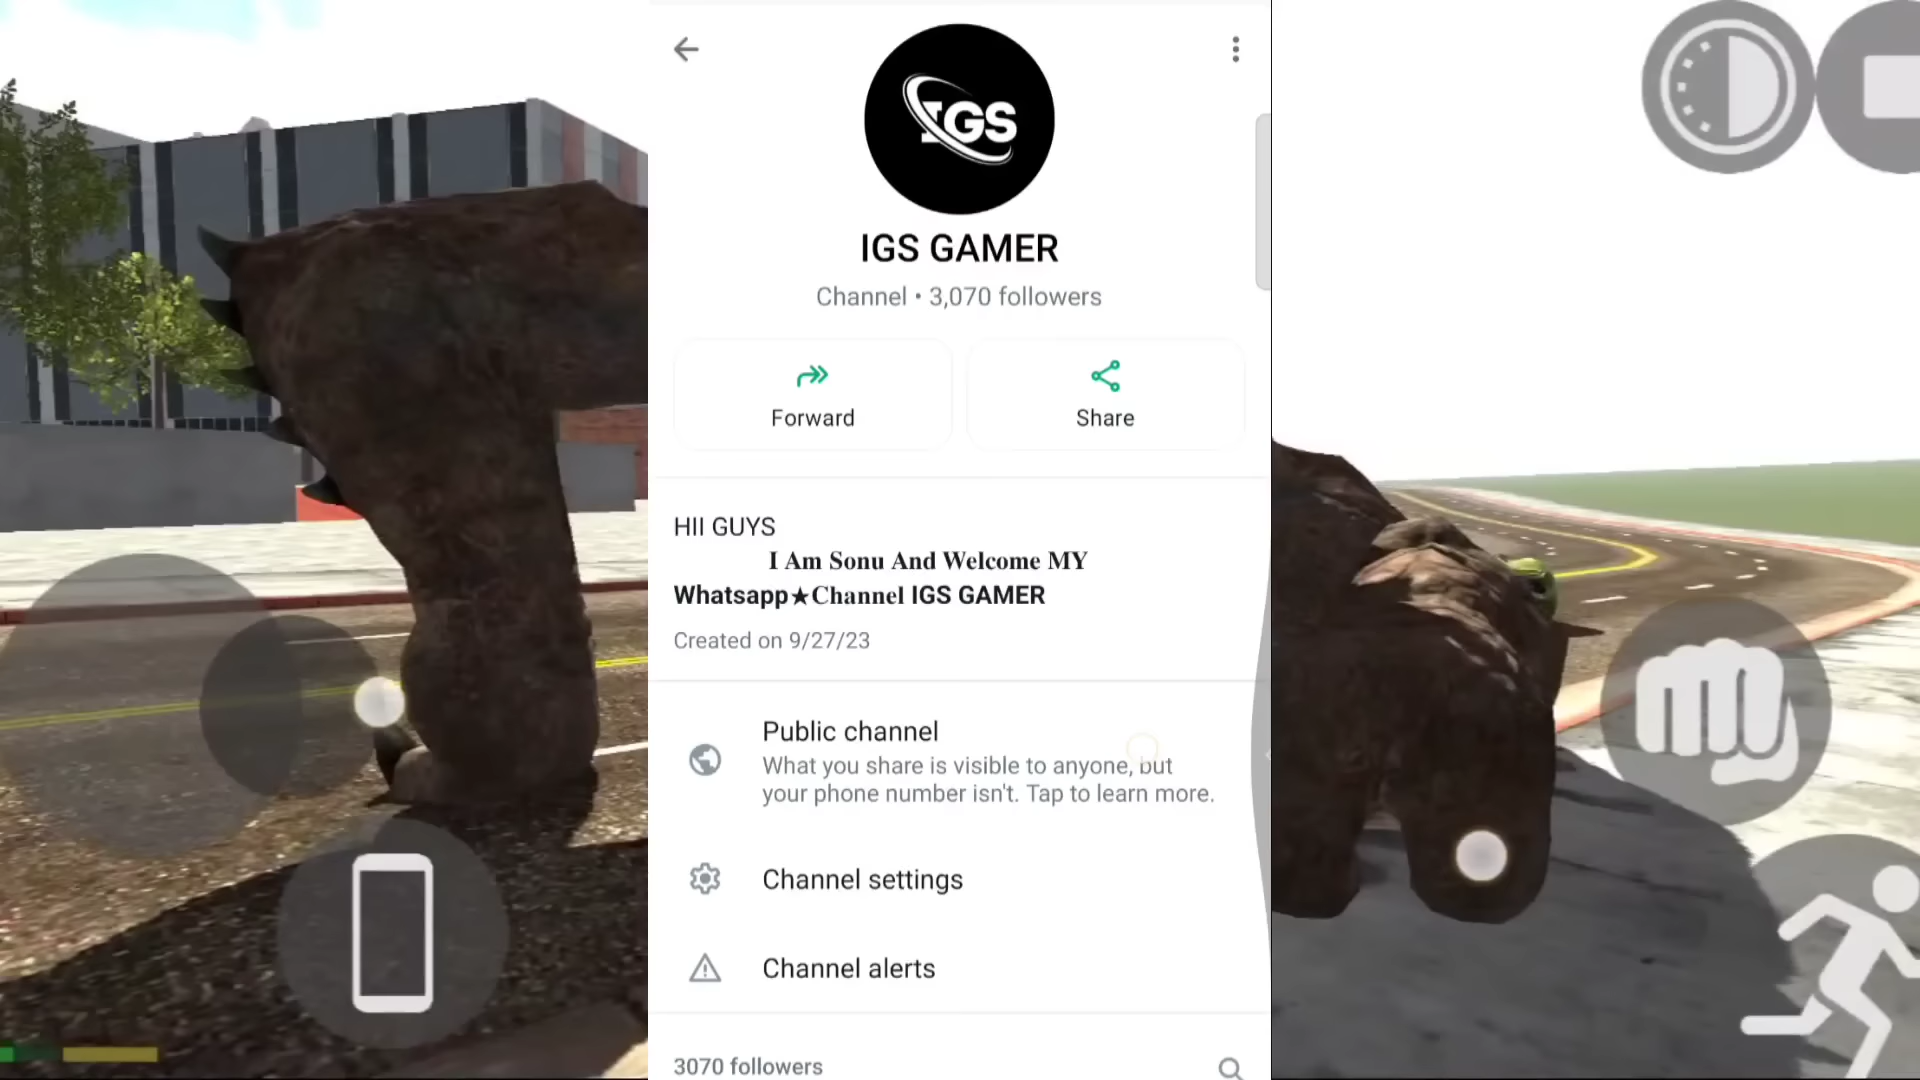 IGS
IGS GAMER
Channel • 3,070 followers
Forward
Share
HII GUYS
I Am Sonu And Welcome MY
Whatsapp★Channel IGS GAMER
Created on 9/27/23
Public channel
What you share is visible to anyone, but
your phone number isn't. Tap to learn more.
Channel settings
Channel alerts
3070 followers